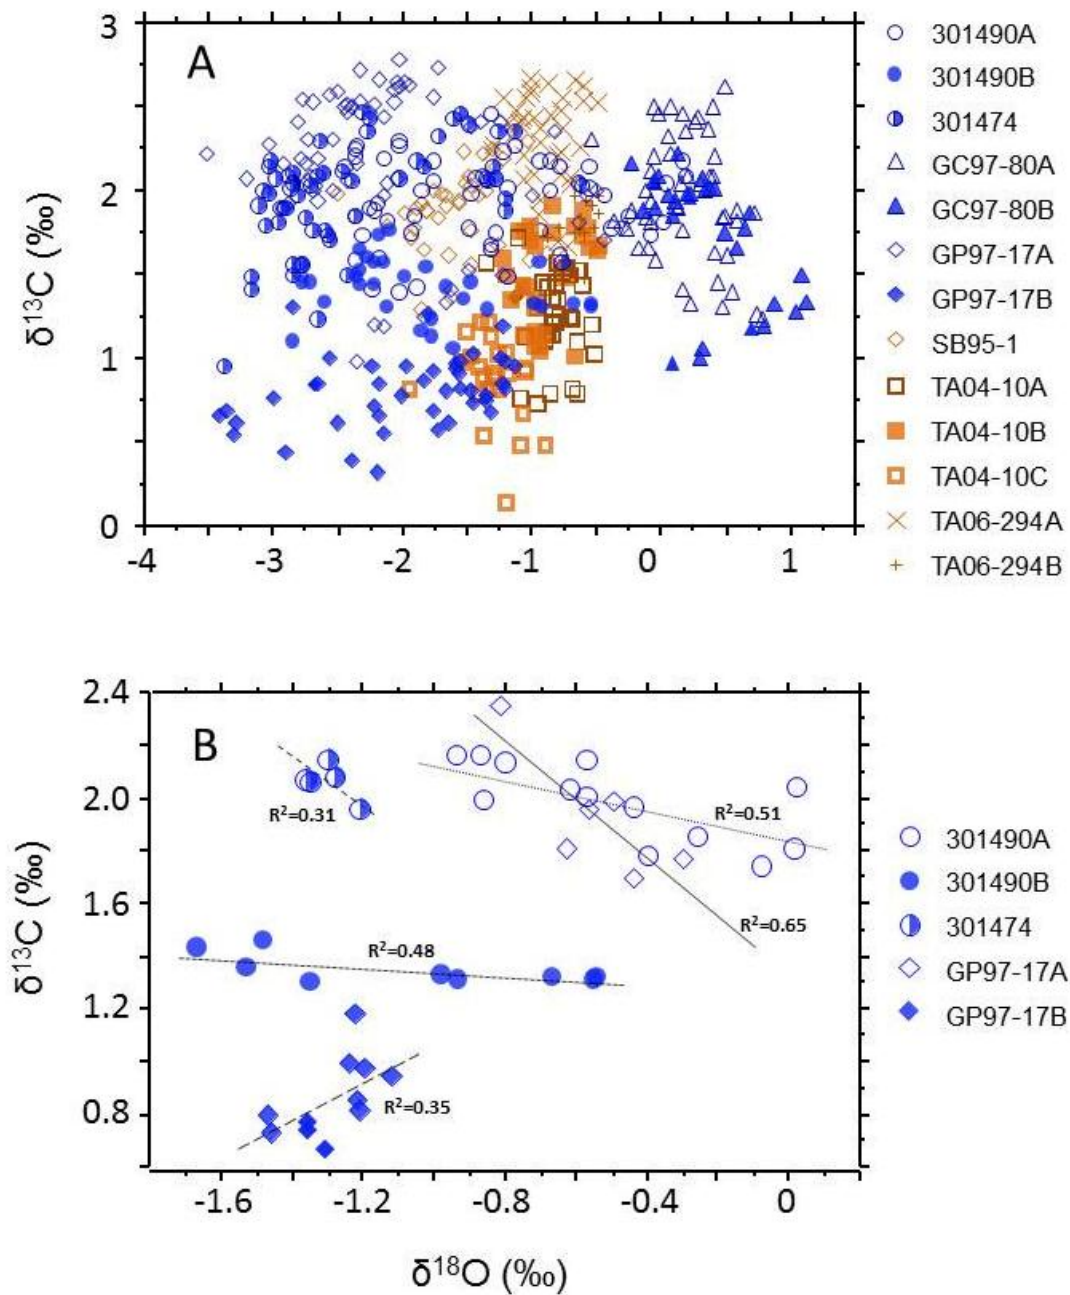 A
3
2
1
0
δ13C (‰)
-4 -3 -2 -1 0 1
301490A
301490B
301474
GC97-80A
GC97-80B
GP97-17A
GP97-17B
SB95-1
TA04-10A
TA04-10B
TA04-10C
TA06-294A
TA06-294B
B
2.4
2.0
1.6
1.2
0.8
δ13C (‰)
R2=0.31
R2=0.51
R2=0.65
R2=0.48
R2=0.35
-1.6 -1.2 -0.8 -0.4 0
δ18O (‰)
301490A
301490B
301474
GP97-17A
GP97-17B